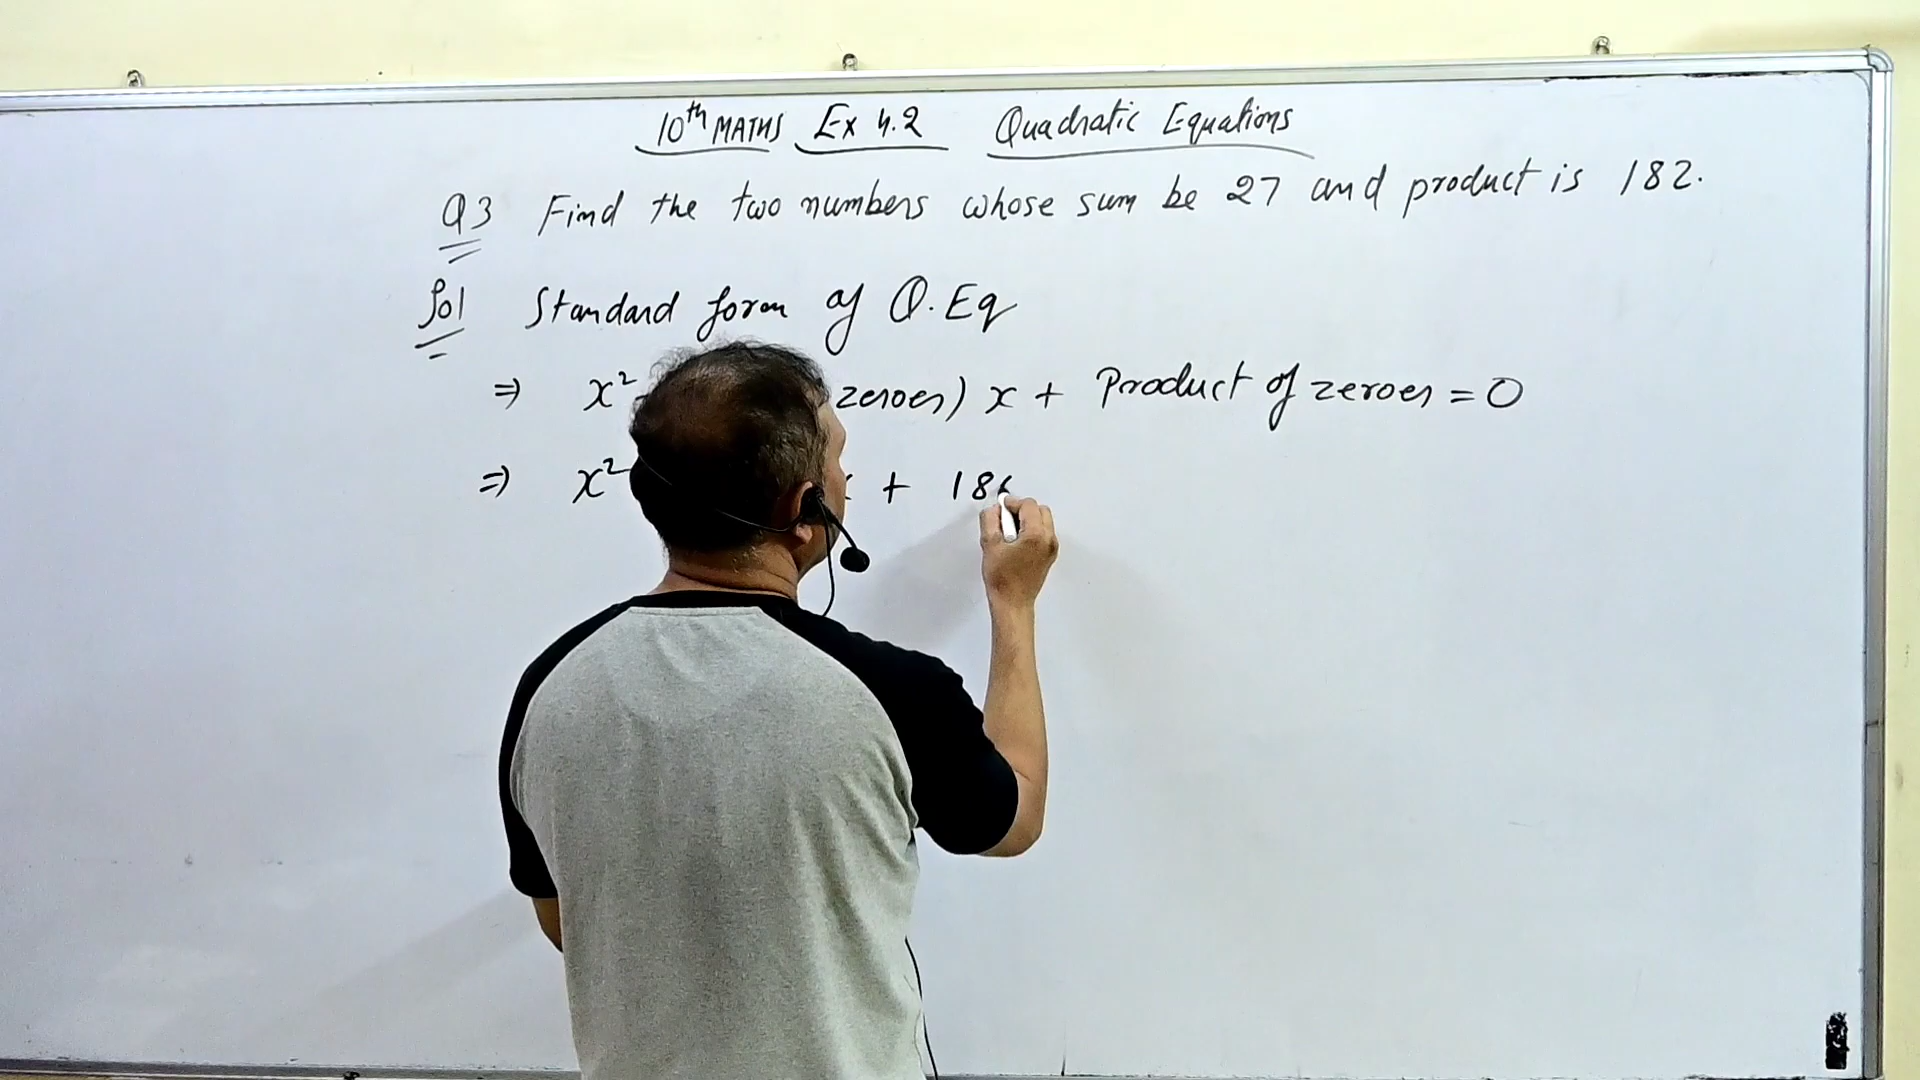 10th MATHS Ex 4.2 Quadratic Equations
Q3 Find the two numbers whose sum be 27 and product is 182.
Sol Standard form of Q.Eq
⇒ x² zeroes) x + Product of zeroes = 0
⇒ x² + 18